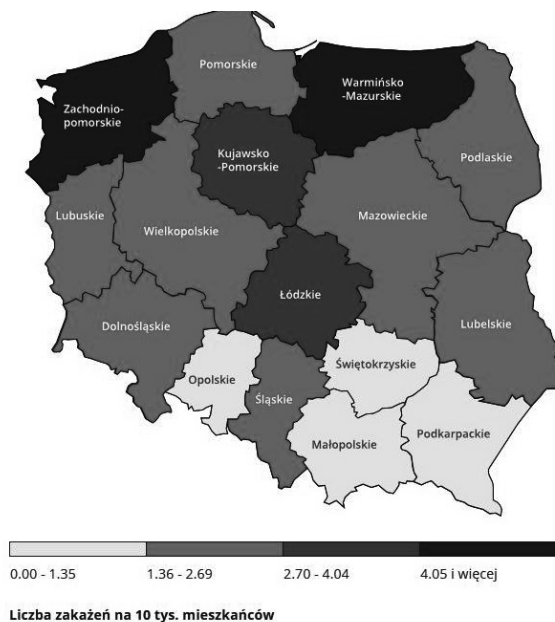 Pomorskie
Warmińsko
-Mazurskie
Zachodnio-
pomorskie
Kujawsko
-Pomorskie
Podlaskie
Lubuskie
Mazowieckie
Wielkopolskie
Łódzkie
Dolnośląskie
Lubelskie
Świętokrzyskie
Opolskie
Śląskie
Małopolskie
Podkarpackie
0.00 - 1.35
1.36 - 2.69
2.70 - 4.04
4.05 i więcej
Liczba zakażeń na 10 tys. mieszkańców